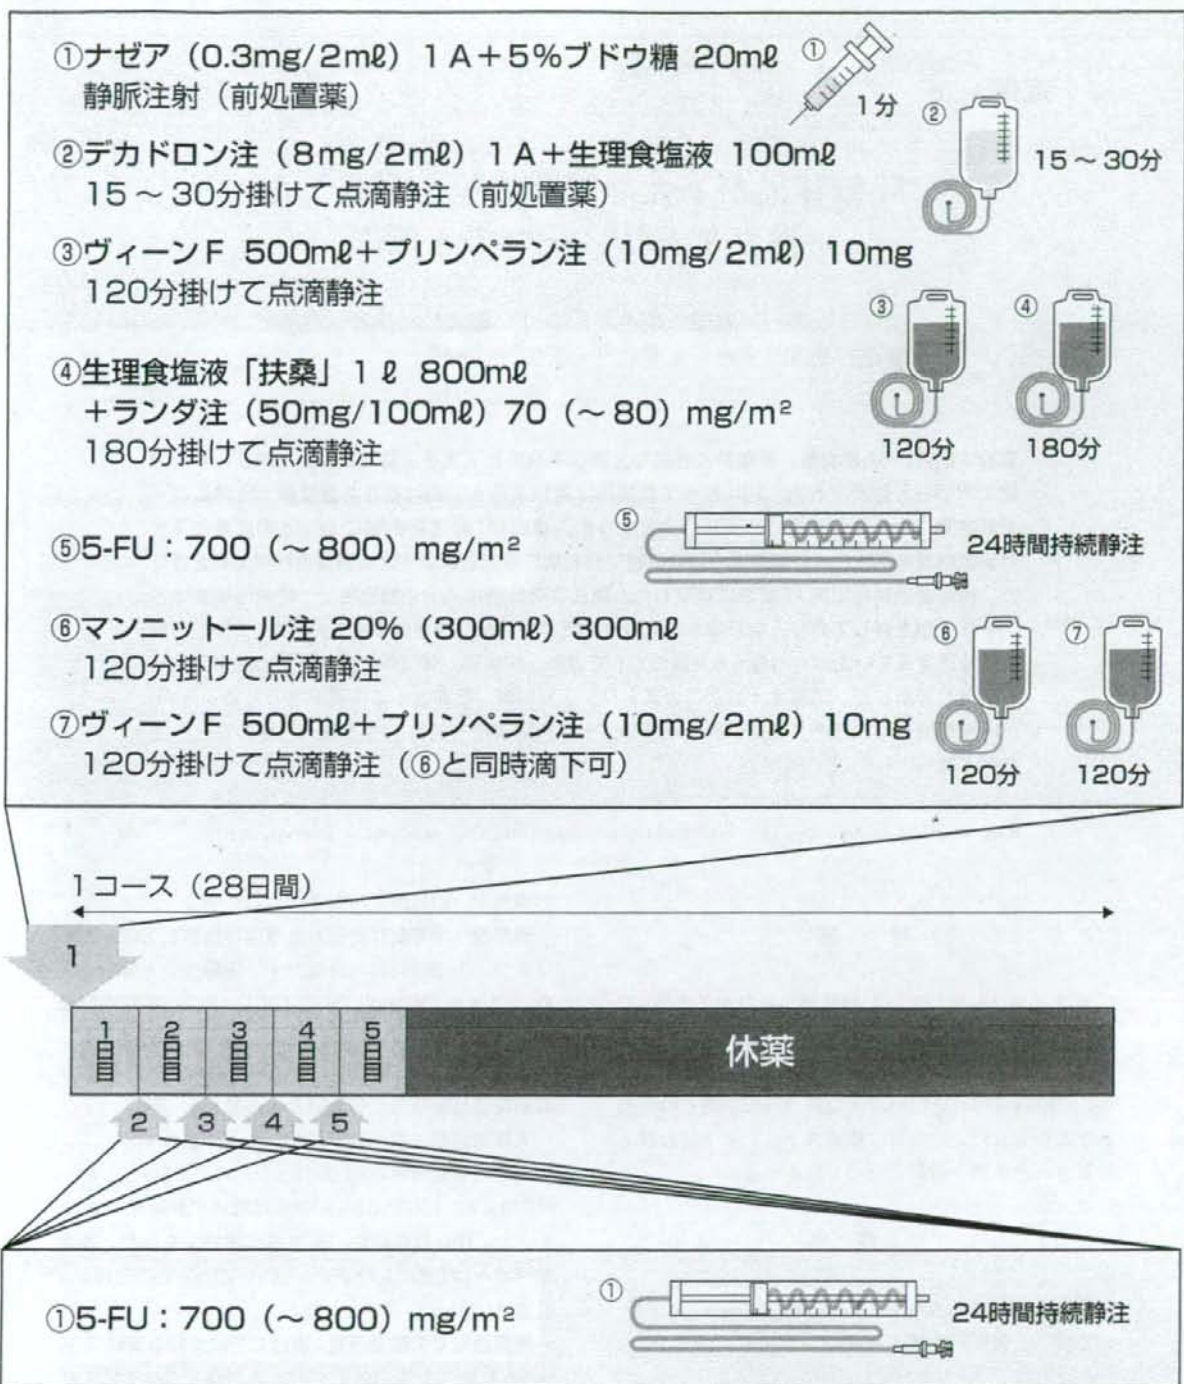 ①ナゼア（0.3mg/2mℓ）1A＋5%ブドウ糖 20mℓ
静脈注射（前処置薬）
①
1分
②デカドロン注（8mg/2mℓ）1A＋生理食塩液 100mℓ
15～30分掛けて点滴静注（前処置薬）
②
15～30分
③ヴィーンF 500mℓ＋プリンペラン注（10mg/2mℓ）10mg
120分掛けて点滴静注
③
120分
④
180分
④生理食塩液「扶桑」1ℓ 800mℓ
＋ランダ注（50mg/100mℓ）70（～80）mg/m²
180分掛けて点滴静注
⑤5-FU：700（～800）mg/m²
⑤
24時間持続静注
⑥マンニットール注 20%（300mℓ）300mℓ
120分掛けて点滴静注
⑥
120分
⑦
120分
⑦ヴィーンF 500mℓ＋プリンペラン注（10mg/2mℓ）10mg
120分掛けて点滴静注（⑥と同時滴下可）
1コース（28日間）
1
1日目
2日目
3日目
4日目
5日目
休薬
2
3
4
5
①5-FU：700（～800）mg/m²
①
24時間持続静注